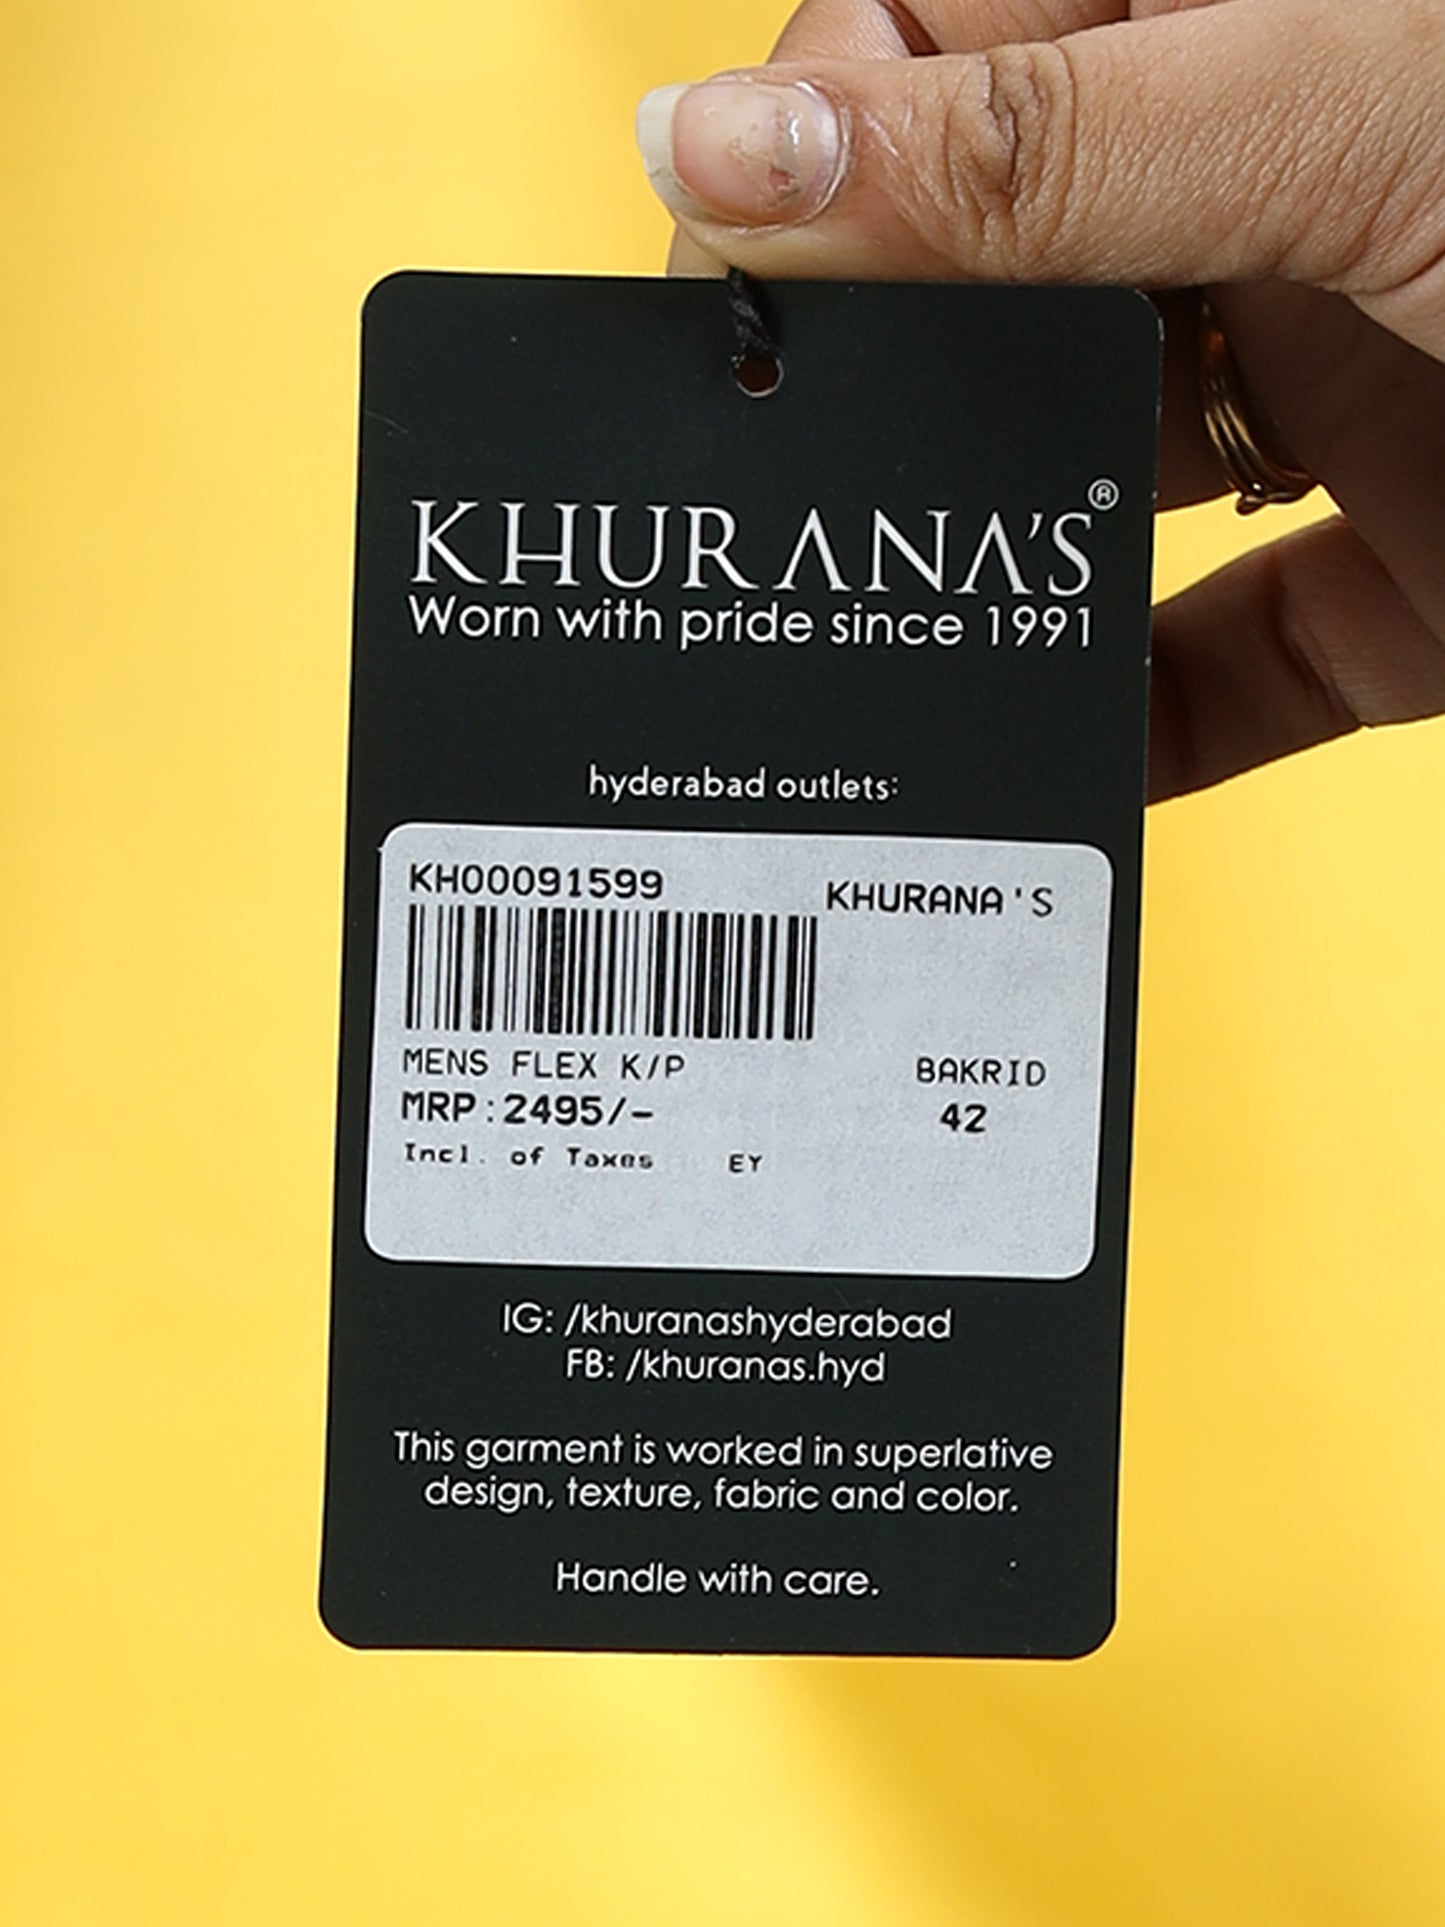 KHURANA'S®
Worn with pride since 1991
hyderabad outlets:
KH00091599
KHURANA'S
MENS FLEX K/P
BAKRID
MRP:2495/-
42
Incl. of Taxes
EY
IG: /khuranashyderabad
FB: /khuranas.hyd
This garment is worked in superlative
design, texture, fabric and color.
Handle with care.